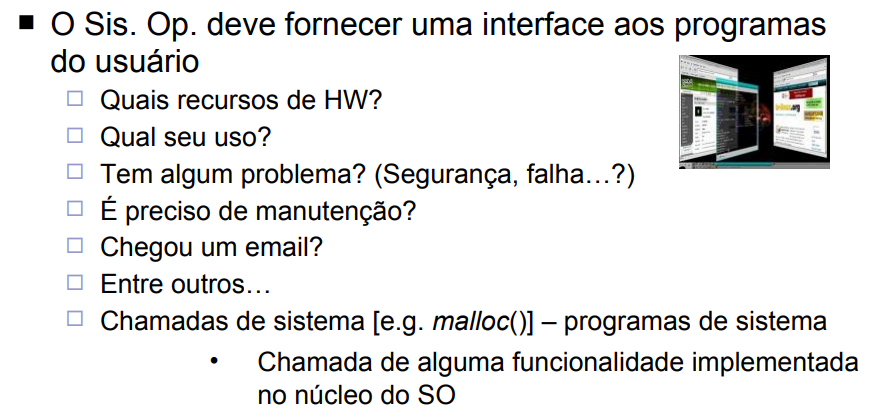 ■ O Sis. Op. deve fornecer uma interface aos programas
do usuário
□ Quais recursos de HW?
□ Qual seu uso?
□ Tem algum problema? (Segurança, falha…?)
□ É preciso de manutenção?
□ Chegou um email?
□ Entre outros…
□ Chamadas de sistema [e.g. malloc()] – programas de sistema
• Chamada de alguma funcionalidade implementada
no núcleo do SO